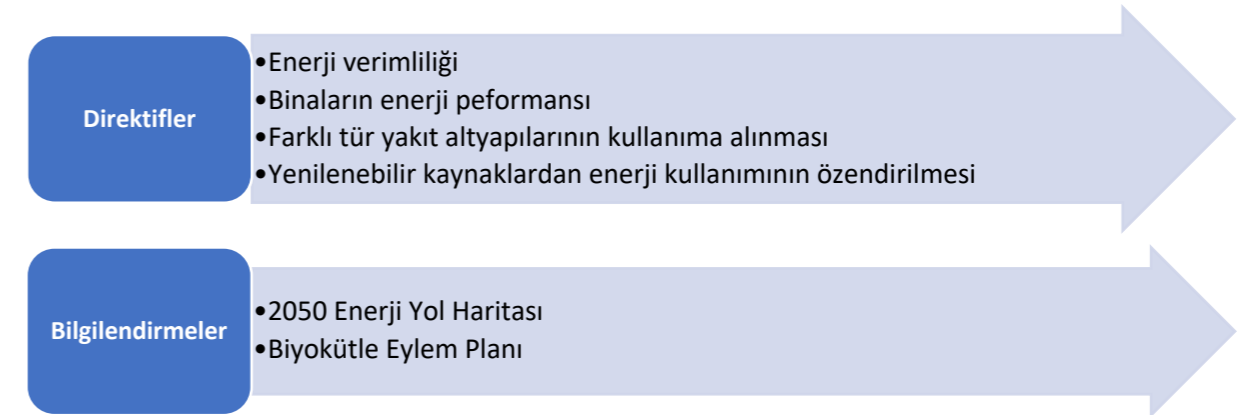 Direktifler
•Enerji verimliliği
•Binaların enerji peformansı
•Farklı tür yakıt altyapılarının kullanıma alınması
•Yenilenebilir kaynaklardan enerji kullanımının özendirilmesi
Bilgilendirmeler
•2050 Enerji Yol Haritası
•Biyokütle Eylem Planı